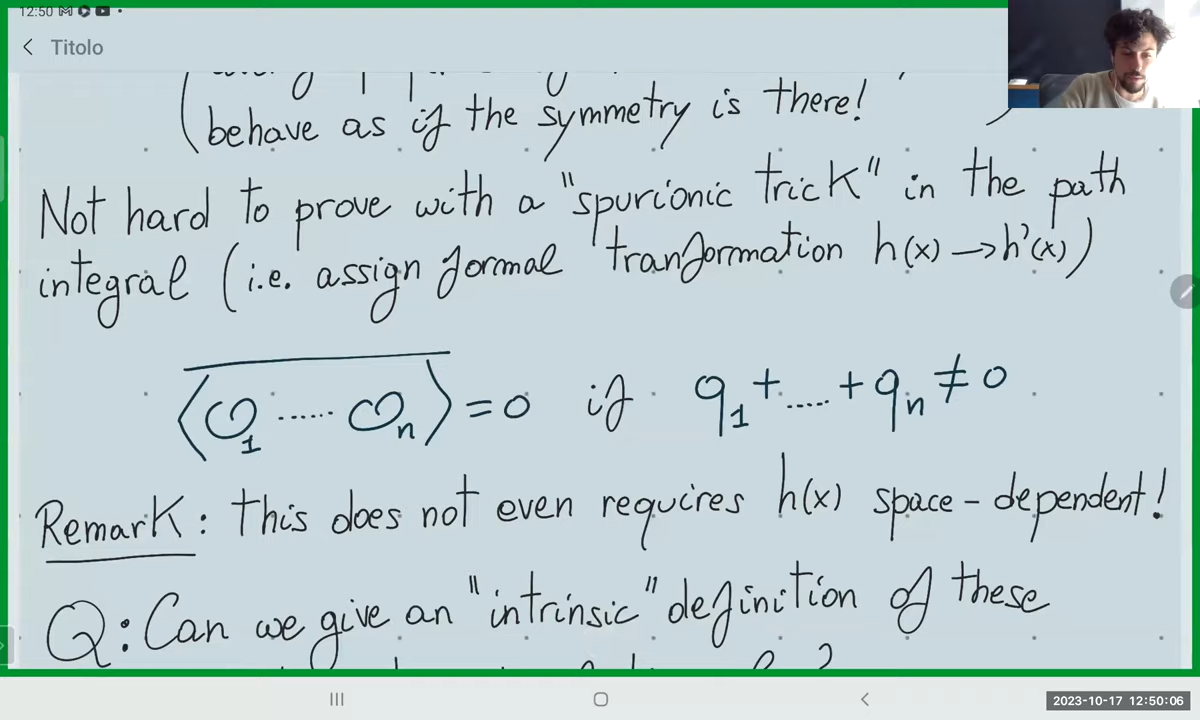 12:50
Titolo
behave as if the symmetry is there!
Not hard to prove with a "spurionic trick" in the path
integral (i.e. assign formal tranformation h(x) → h'(x))
⟨O₁ ...... Oₙ⟩ = 0 if q₁ + ..... + qₙ ≠ 0
Remark: this does not even requires h(x) space-dependent!
Q: Can we give an "intrinsic" definition of these
2023-10-17 12:50:06